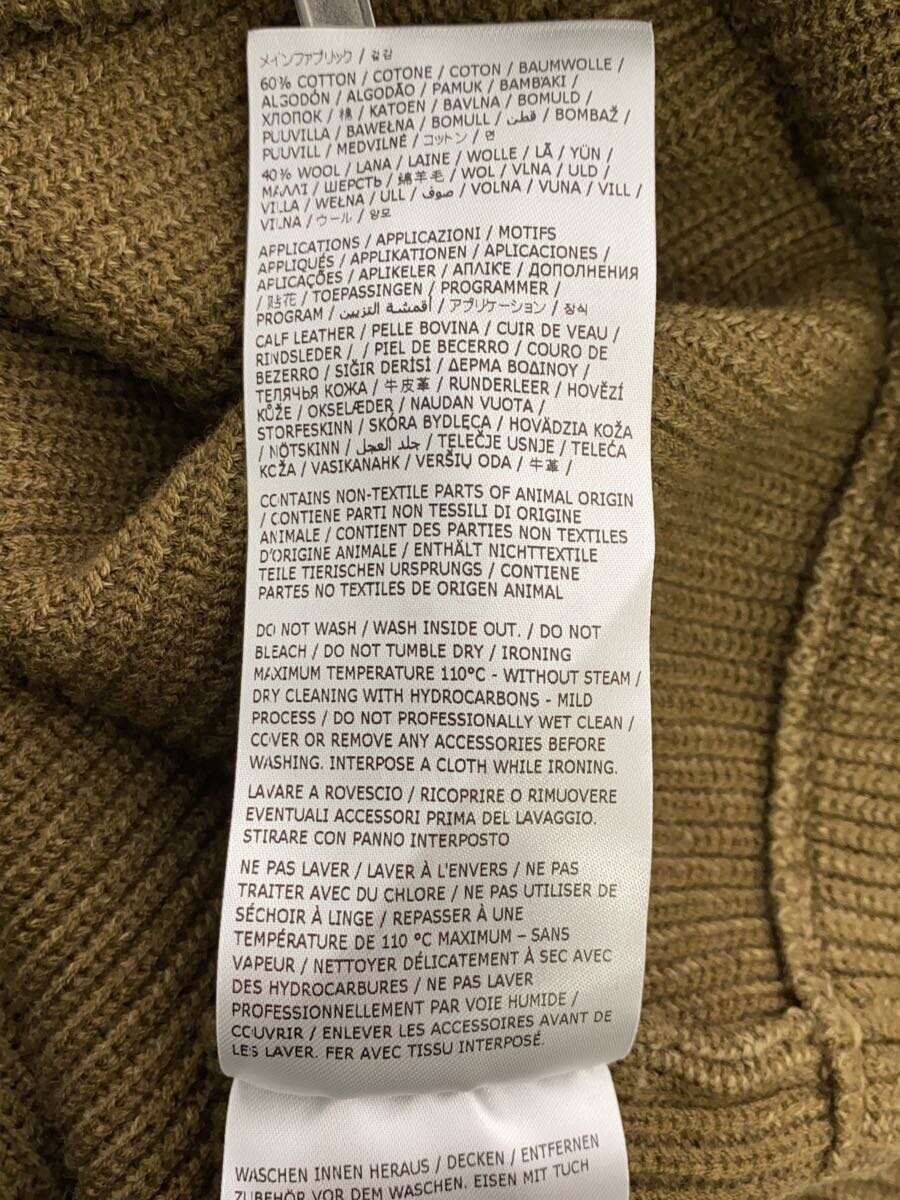 メインファブリック / 겉감
60% COTTON / COTONE / COTON / BAUMWOLLE /
ALGODÓN / ALGODÃO / PAMUK / ΒΑΜΒΑΚΙ /
ХЛОПОК / 棉 / KATOEN / BAVLNA / BOMULD /
PUUVILLA / BAWEŁNA / BOMULL / قطن / BOMBAŽ /
PUUVILL / MEDVILNĖ / コットン / 면
40% WOOL / LANA / LAINE / WOLLE / LÃ / YÜN /
ΜΑΛΛΙ / ШЕРСТЬ / 绵羊毛 / WOL / VLNA / ULD /
VILLA / WEŁNA / ULL / صوف / VOLNA / VUNA / VILL /
VILNA / ウール / 양모
APPLICATIONS / APPLICAZIONI / MOTIFS
APPLIQUÉS / APPLIKATIONEN / APLICACIONES /
APLICAÇÕES / APLIKELER / ΑΠΛΙΚΈ / ДОПОЛНЕНИЯ
/ 贴花 / TOEPASSINGEN / PROGRAMMER /
PROGRAM / أقمشة التزيين / アプリケーション / 장식
CALF LEATHER / PELLE BOVINA / CUIR DE VEAU /
RINDSLEDER / / PIEL DE BECERRO / COURO DE
BEZERRO / SIĞIR DERİSİ / ΔΕΡΜΑ ΒΟΔΙΝΟΥ /
ТЕЛЯЧЬЯ КОЖА / 牛皮革 / RUNDERLEER / HOVĚZÍ
KŮŽE / OKSELÆDER / NAUDAN VUOTA /
STORFESKINN / SKÓRA BYDLĘCA / HOVÄDZIA KOŽA
/ NÖTSKINN / جلد العجل / TELEČJE USNJE / TELEĆA
KOŽA / VASIKANAHK / VERŠIŲ ODA / 牛革 /
CONTAINS NON-TEXTILE PARTS OF ANIMAL ORIGIN
/ CONTIENE PARTI NON TESSILI DI ORIGINE
ANIMALE / CONTIENT DES PARTIES NON TEXTILES
D'ORIGINE ANIMALE / ENTHÄLT NICHTTEXTILE
TEILE TIERISCHEN URSPRUNGS / CONTIENE
PARTES NO TEXTILES DE ORIGEN ANIMAL
DO NOT WASH / WASH INSIDE OUT. / DO NOT
BLEACH / DO NOT TUMBLE DRY / IRONING
MAXIMUM TEMPERATURE 110°C - WITHOUT STEAM /
DRY CLEANING WITH HYDROCARBONS - MILD
PROCESS / DO NOT PROFESSIONALLY WET CLEAN /
COVER OR REMOVE ANY ACCESSORIES BEFORE
WASHING. INTERPOSE A CLOTH WHILE IRONING.
LAVARE A ROVESCIO / RICOPRIRE O RIMUOVERE
EVENTUALI ACCESSORI PRIMA DEL LAVAGGIO.
STIRARE CON PANNO INTERPOSTO
NE PAS LAVER / LAVER À L'ENVERS / NE PAS
TRAITER AVEC DU CHLORE / NE PAS UTILISER DE
SÉCHOIR À LINGE / REPASSER À UNE
TEMPÉRATURE DE 110 °C MAXIMUM – SANS
VAPEUR / NETTOYER DÉLICATEMENT À SEC AVEC
DES HYDROCARBURES / NE PAS LAVER
PROFESSIONNELLEMENT PAR VOIE HUMIDE /
COUVRIR / ENLEVER LES ACCESSOIRES AVANT DE
LES LAVER. FER AVEC TISSU INTERPOSÉ.
WASCHEN INNEN HERAUS / DECKEN / ENTFERNEN
ZUBEHÖR VOR DEM WASCHEN. EISEN MIT TUCH